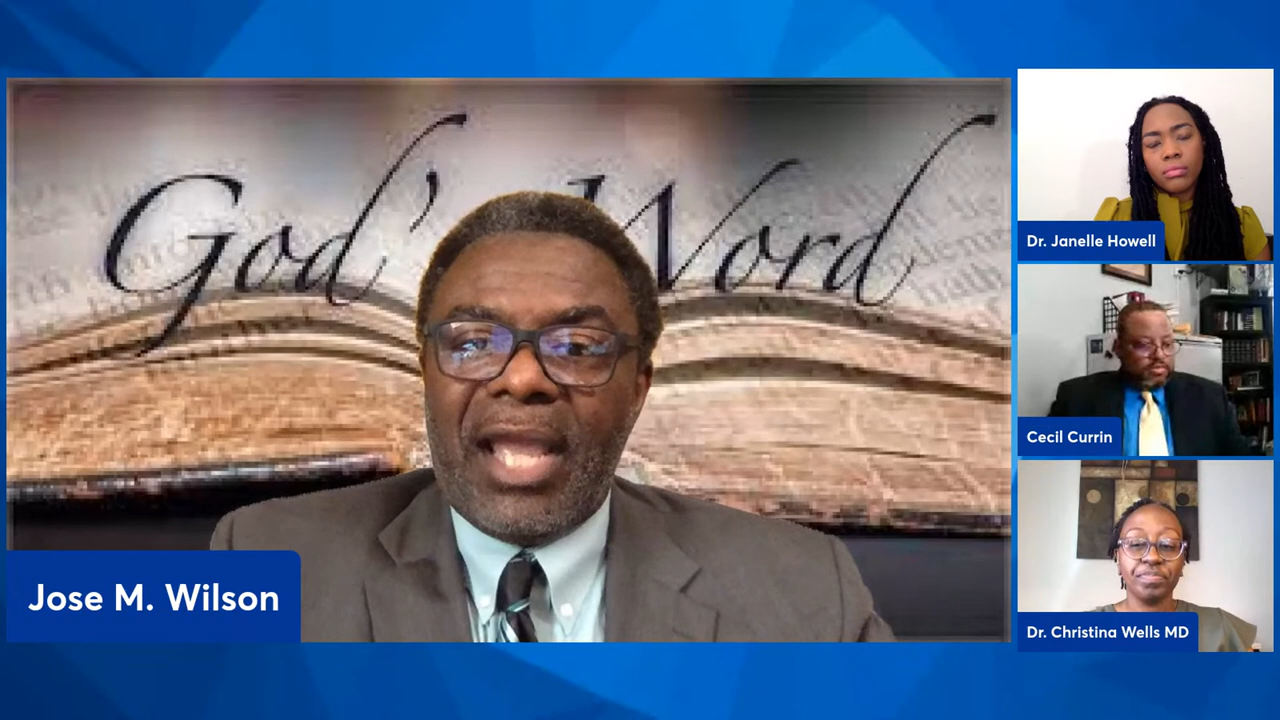 God's Word
Jose M. Wilson
Dr. Janelle Howell
Cecil Currin
Dr. Christina Wells MD